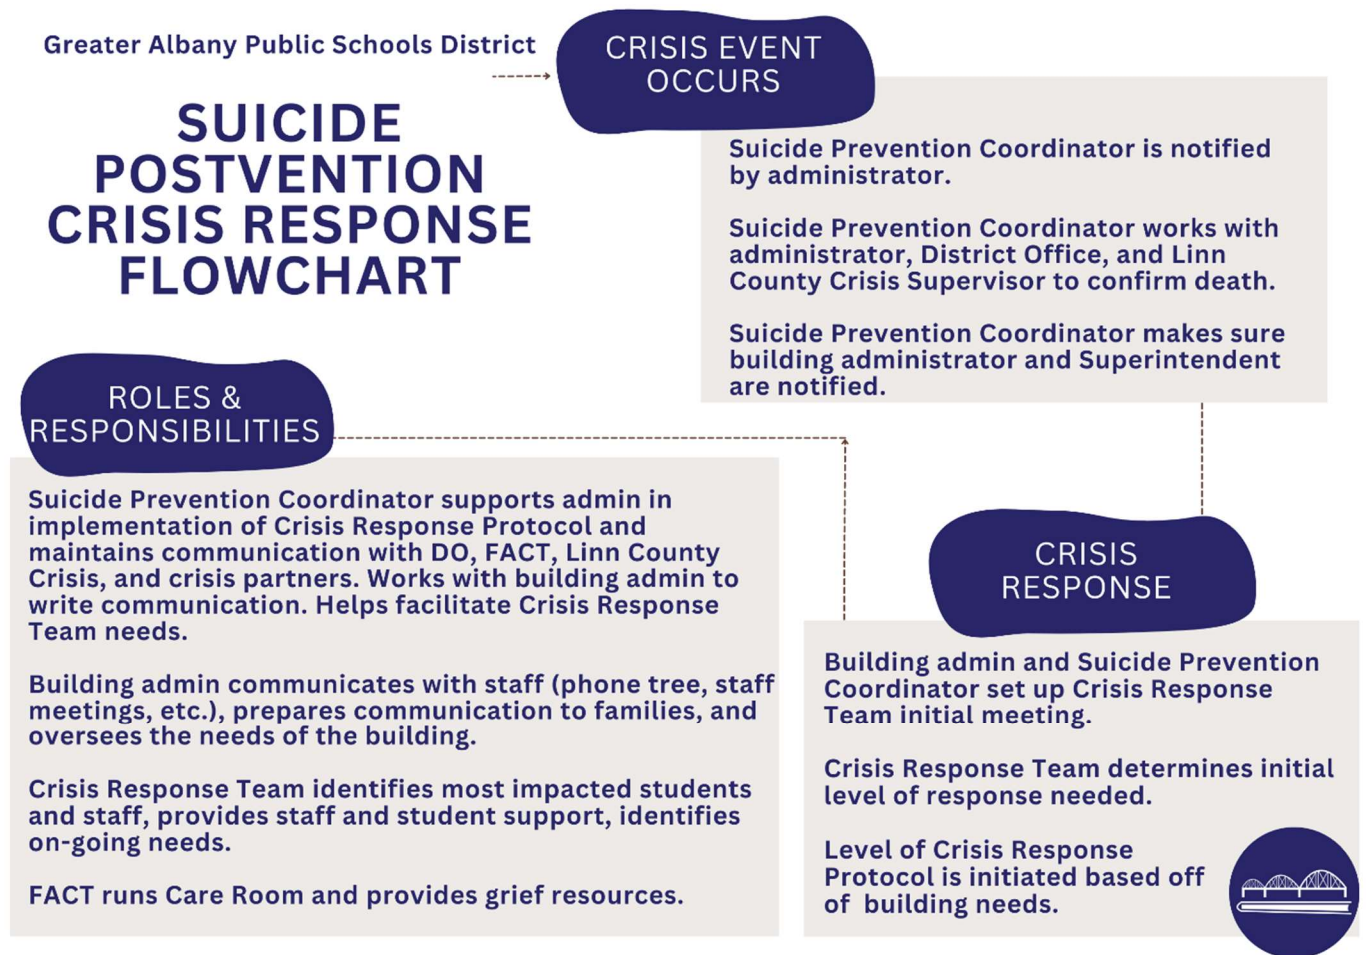 Greater Albany Public Schools District
SUICIDE
POSTVENTION
CRISIS RESPONSE
FLOWCHART
CRISIS EVENT
OCCURS
Suicide Prevention Coordinator is notified
by administrator.
Suicide Prevention Coordinator works with
administrator, District Office, and Linn
County Crisis Supervisor to confirm death.
Suicide Prevention Coordinator makes sure
building administrator and Superintendent
are notified.
CRISIS
RESPONSE
Building admin and Suicide Prevention
Coordinator set up Crisis Response
Team initial meeting.
Crisis Response Team determines initial
level of response needed.
Level of Crisis Response
Protocol is initiated based off
of building needs.
ROLES &
RESPONSIBILITIES
Suicide Prevention Coordinator supports admin in
implementation of Crisis Response Protocol and
maintains communication with DO, FACT, Linn County
Crisis, and crisis partners. Works with building admin to
write communication. Helps facilitate Crisis Response
Team needs.
Building admin communicates with staff (phone tree, staff
meetings, etc.), prepares communication to families, and
oversees the needs of the building.
Crisis Response Team identifies most impacted students
and staff, provides staff and student support, identifies
on-going needs.
FACT runs Care Room and provides grief resources.